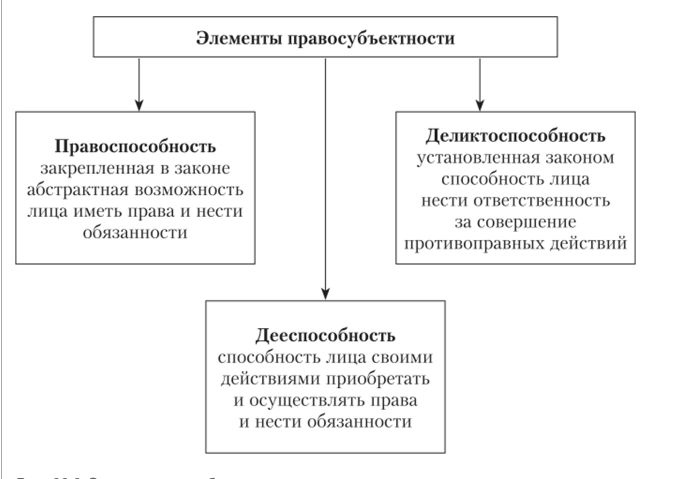 Элементы правосубъектности
Правоспособность
закрепленная в законе
абстрактная возможность
лица иметь права и нести
обязанности
Деликтоспособность
установленная законом
способность лица
нести ответственность
за совершение
противоправных действий
Дееспособность
способность лица своими
действиями приобретать
и осуществлять права
и нести обязанности